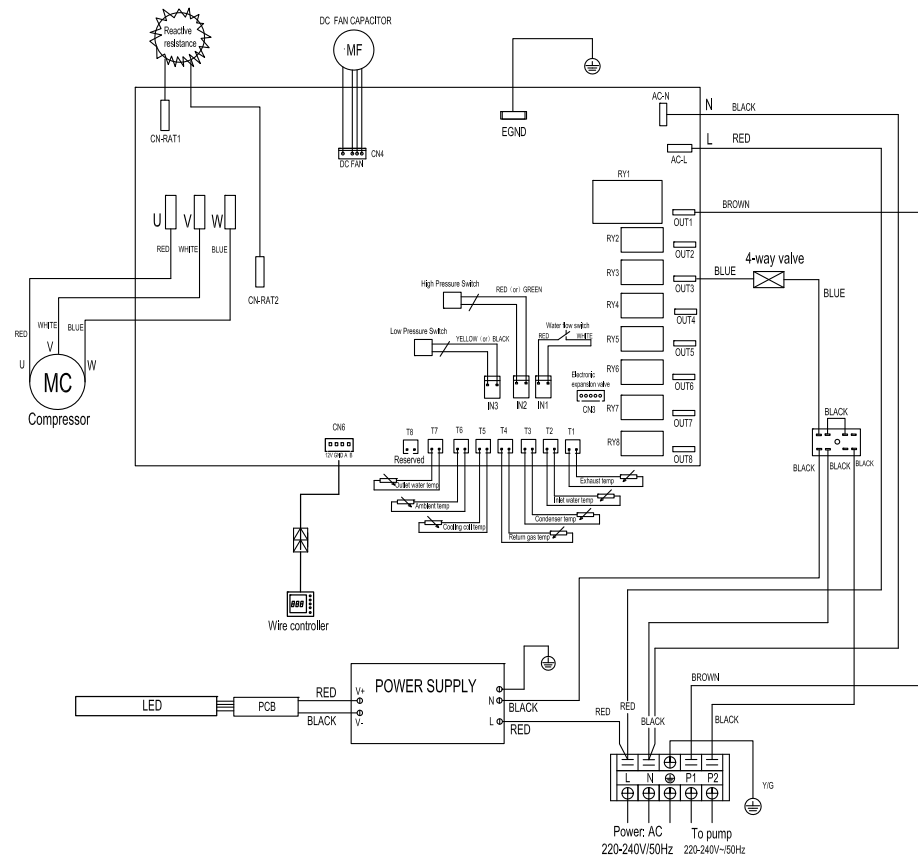 Reactive
resistance
DC FAN CAPACITOR
MF
CN-RAT1
CN4
DC FAN
EGND
AC-N
N
BLACK
L
RED
AC-L
RY1
BROWN
OUT1
U
V
W
RED
WHITE
BLUE
CN-RAT2
RY2
OUT2
RY3
OUT3
BLUE
4-way valve
BLUE
RY4
OUT4
RY5
OUT5
RY6
OUT6
RY7
OUT7
RY8
OUT8
High Pressure Switch
RED (or) GREEN
Low Pressure Switch
YELLOW (or) BLACK
Water flow switch
RED
WHITE
IN3
IN2
IN1
Electronic
expansion valve
CN3
RED
WHITE
BLUE
U
V
W
MC
Compressor
CN6
12V GND A B
T8
Reserved
T7
T6
T5
T4
T3
T2
T1
Outlet water temp
Ambient temp
Cooling coil temp
Exhaust temp
Inlet water temp
Condenser temp
Return gas temp
BLACK
BLACK
BLACK
BLACK
888
Wire controller
LED
PCB
RED
BLACK
V+
V-
POWER SUPPLY
N
L
BLACK
RED
RED
RED
BLACK
BROWN
BLACK
Y/G
L
N
P1
P2
Power: AC
220-240V/50Hz
To pump
220-240V~/50Hz